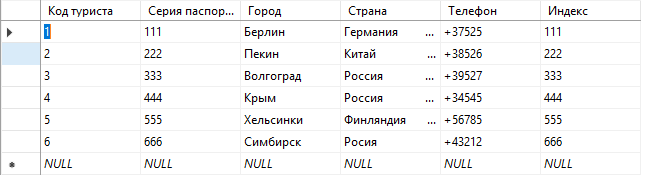 Код туриста Серия паспор... Город Страна Телефон Индекс
1 111 Берлин Германия ... +37525 111
2 222 Пекин Китай ... +38526 222
3 333 Волгоград Россия ... +39527 333
4 444 Крым Россия ... +34545 444
5 555 Хельсинки Финляндия ... +56785 555
6 666 Симбирск Росия ... +43212 666
NULL NULL NULL NULL NULL NULL